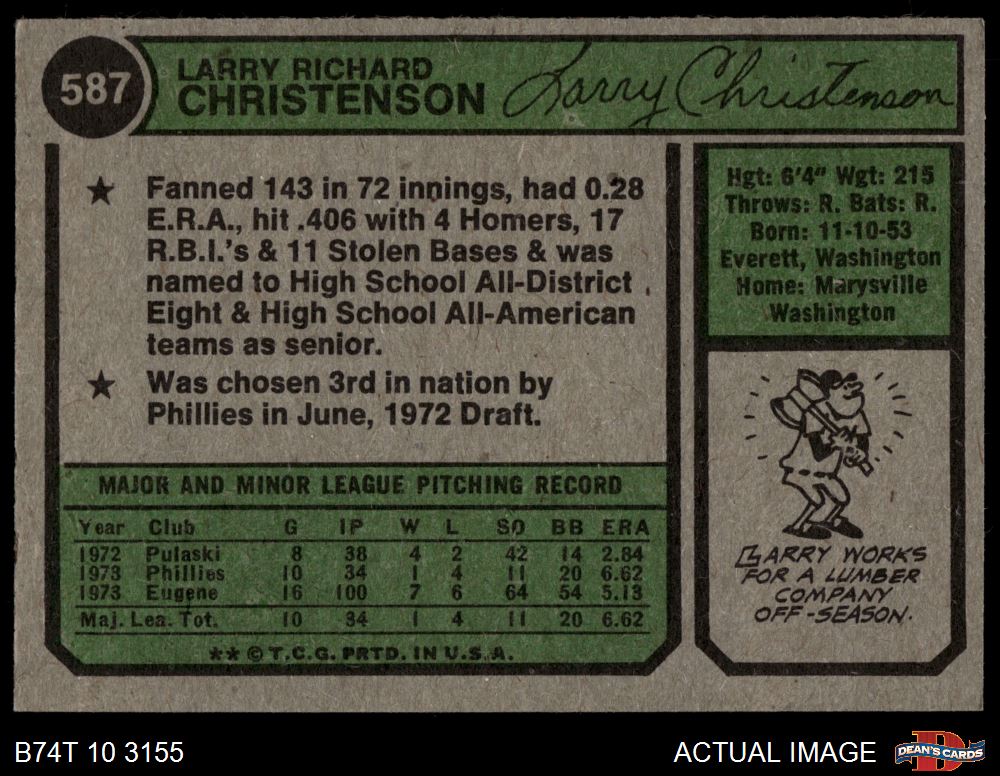 587
LARRY RICHARD
CHRISTENSON
Larry Christenson
★ Fanned 143 in 72 innings, had 0.28
E.R.A., hit .406 with 4 Homers, 17
R.B.I.'s & 11 Stolen Bases & was
named to High School All-District
Eight & High School All-American
teams as senior.
★ Was chosen 3rd in nation by
Phillies in June, 1972 Draft.
Hgt: 6'4" Wgt: 215
Throws: R. Bats: R.
Born: 11-10-53
Everett, Washington
Home: Marysville
Washington
MAJOR AND MINOR LEAGUE PITCHING RECORD
Year Club G IP W L SO BB ERA
1972 Pulaski 8 38 4 2 42 14 2.84
1973 Phillies 10 34 1 4 11 20 6.62
1973 Eugene 16 100 7 6 64 54 5.13
Maj. Lea. Tot. 10 34 1 4 11 20 6.62
** © T.C.G. PRTD. IN U.S.A.
LARRY WORKS
FOR A LUMBER
COMPANY
OFF-SEASON.
B74T 10 3155
ACTUAL IMAGE
DEAN'S CARDS